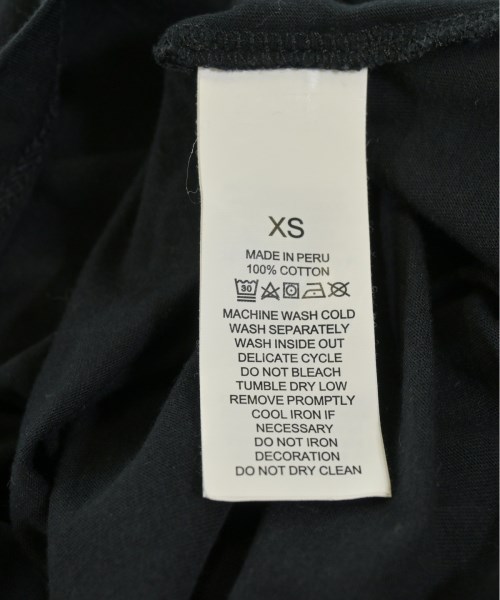 XS
MADE IN PERU
100% COTTON
30
MACHINE WASH COLD
WASH SEPARATELY
WASH INSIDE OUT
DELICATE CYCLE
DO NOT BLEACH
TUMBLE DRY LOW
REMOVE PROMPTLY
COOL IRON IF
NECESSARY
DO NOT IRON
DECORATION
DO NOT DRY CLEAN